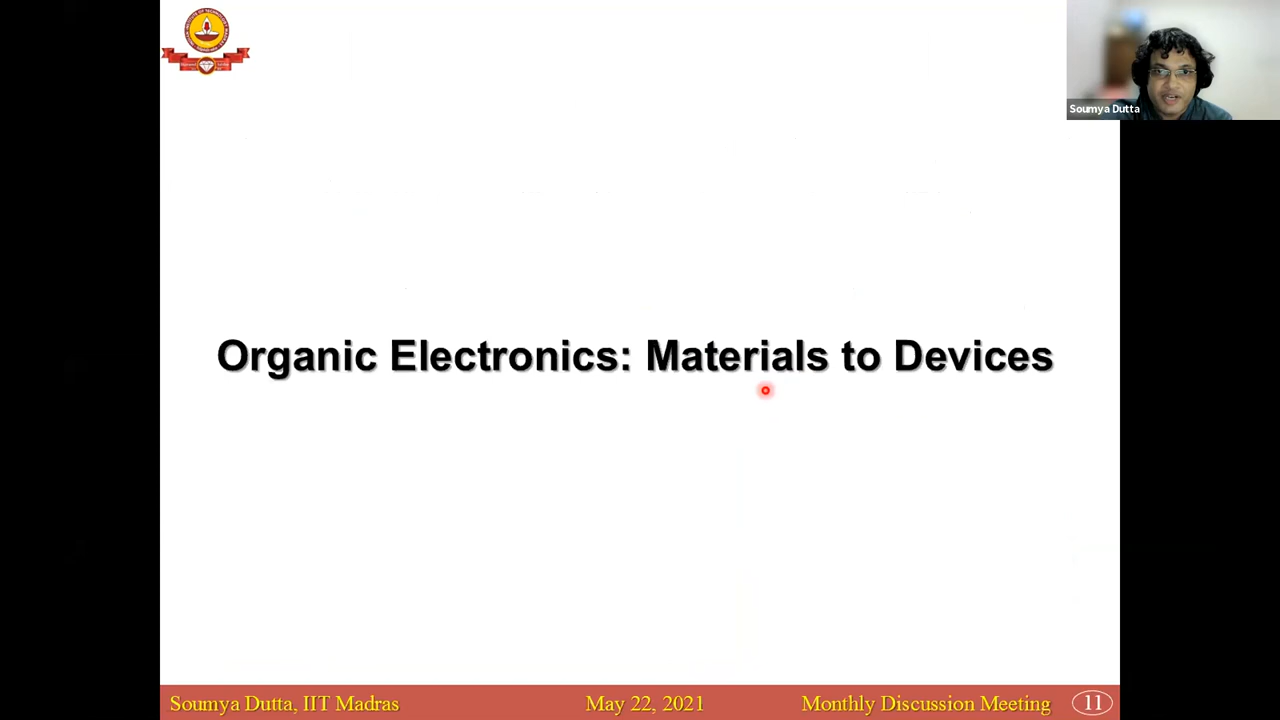 Soumya Dutta
Organic Electronics: Materials to Devices
Soumya Dutta, IIT Madras May 22, 2021 Monthly Discussion Meeting 11